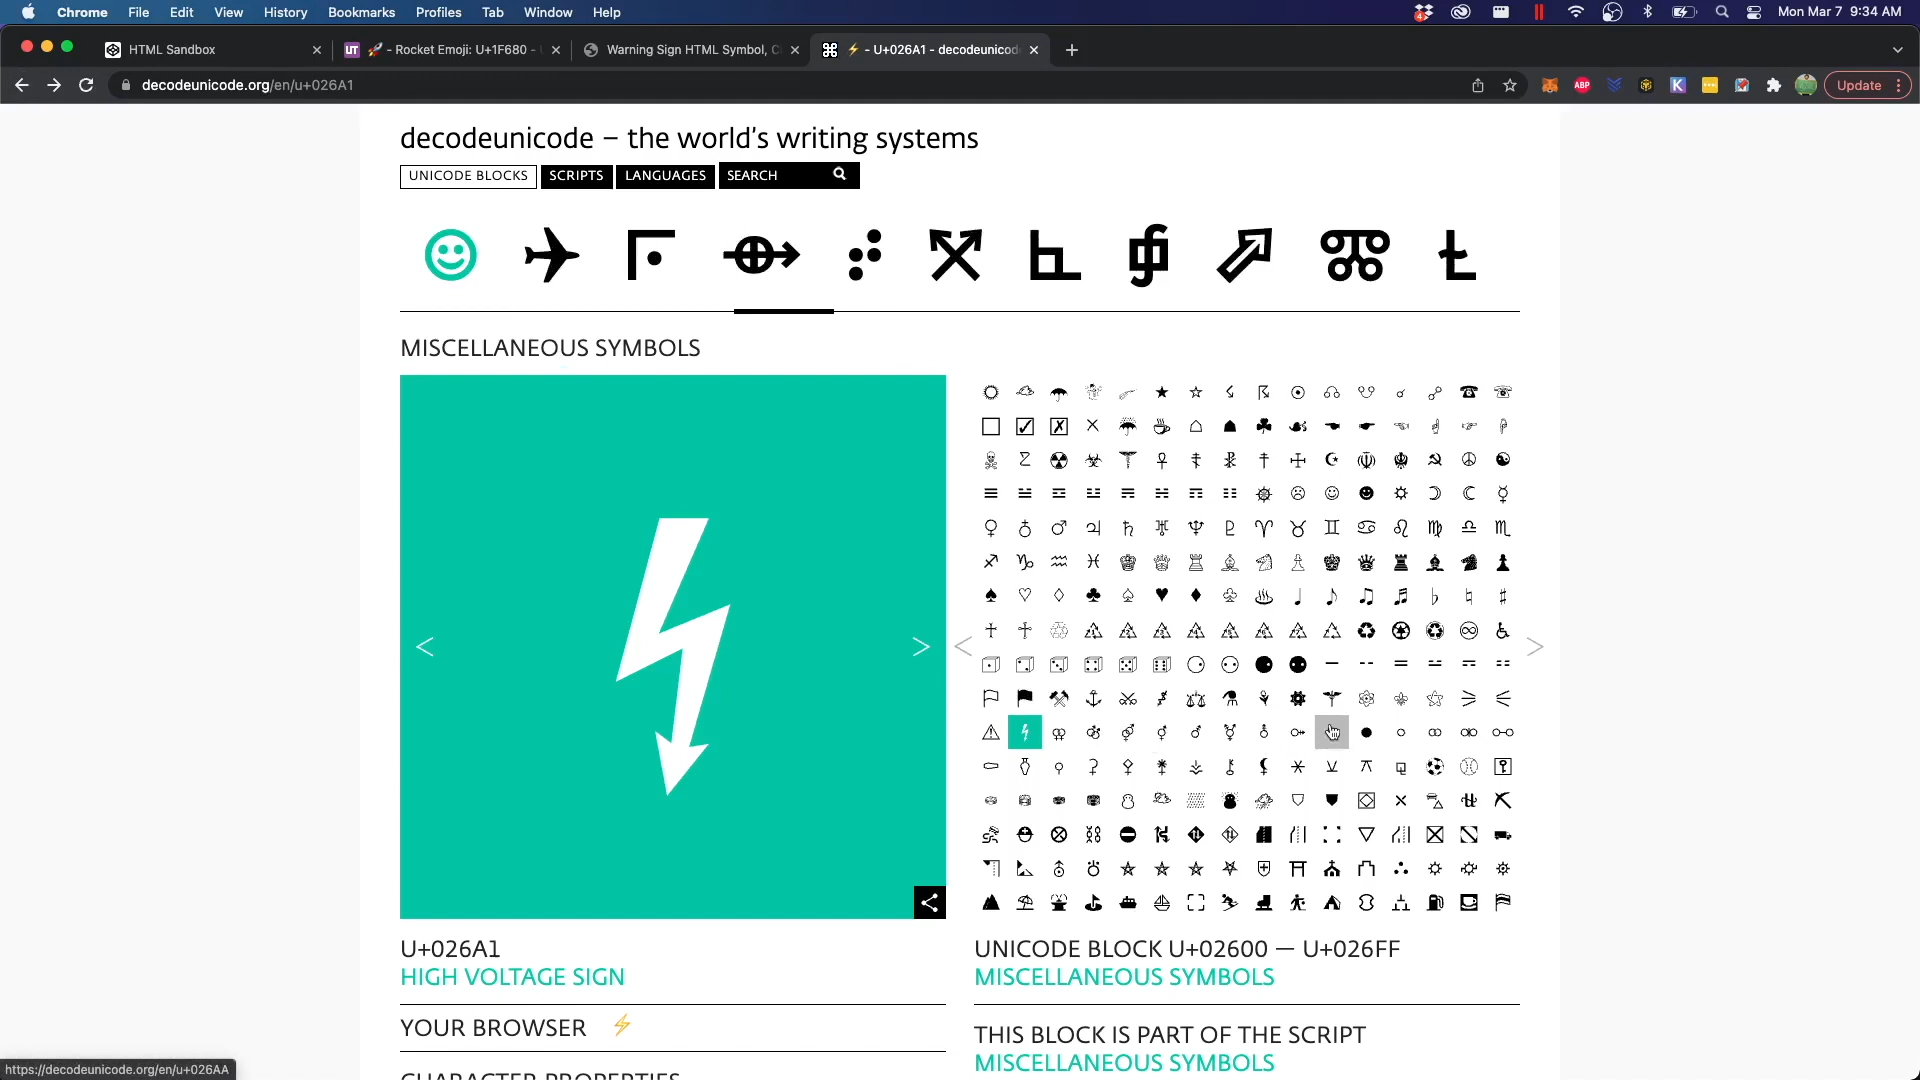 Chrome File Edit View History Bookmarks Profiles Tab Window Help Mon Mar 7 9:34 AM
HTML Sandbox
🚀 - Rocket Emoji: U+1F680 -
Warning Sign HTML Symbol, C
⚡ - U+026A1 - decodeunicod
decodeunicode.org/en/u+026A1
Update
decodeunicode – the world's writing systems
UNICODE BLOCKS SCRIPTS LANGUAGES SEARCH
MISCELLANEOUS SYMBOLS
U+026A1
HIGH VOLTAGE SIGN
YOUR BROWSER ⚡
CHARACTER PROPERTIES
UNICODE BLOCK U+02600 — U+026FF
MISCELLANEOUS SYMBOLS
THIS BLOCK IS PART OF THE SCRIPT
MISCELLANEOUS SYMBOLS
https://decodeunicode.org/en/u+026AA